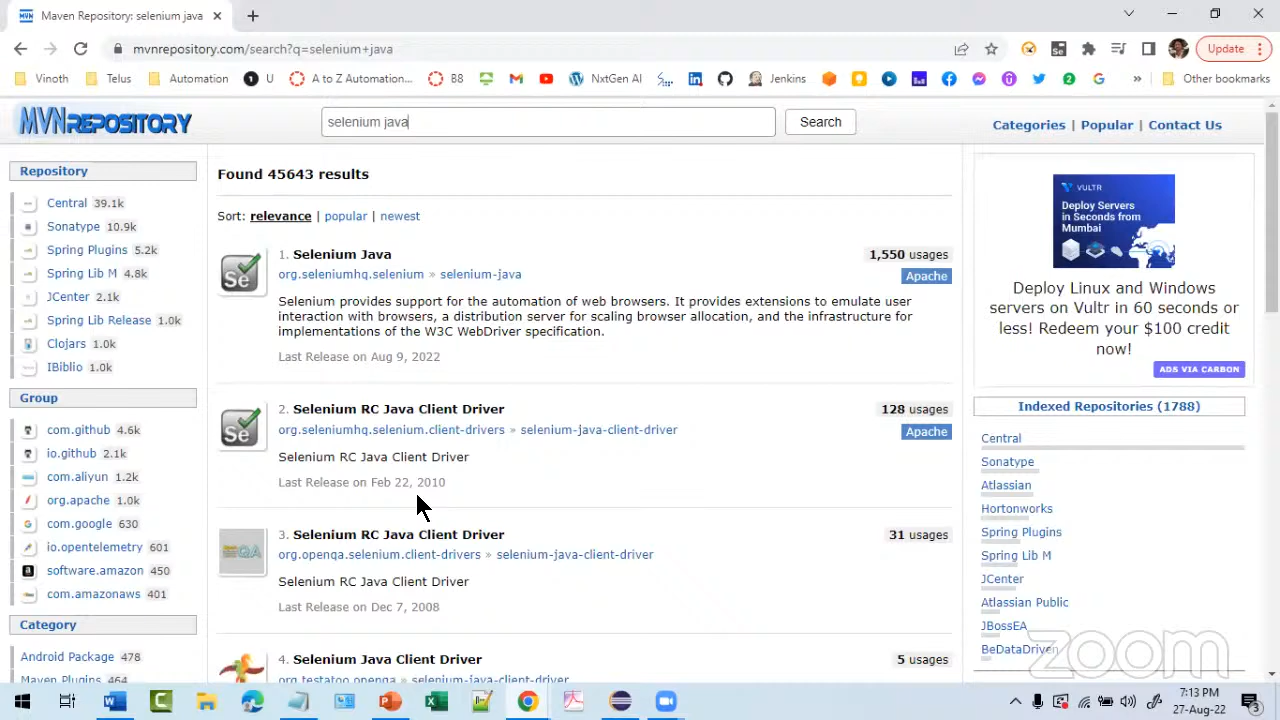 Maven Repository: selenium java
mvnrepository.com/search?q=selenium+java
Update
Vinoth
Telus
Automation
U
A to Z Automation...
B8
NxtGen AI
Jenkins
Other bookmarks
MVNREPOSITORY
selenium java
Search
Categories | Popular | Contact Us
Repository
Central 39.1k
Sonatype 10.9k
Spring Plugins 5.2k
Spring Lib M 4.8k
JCenter 2.1k
Spring Lib Release 1.0k
Clojars 1.0k
IBiblio 1.0k
Group
com.github 4.6k
io.github 2.1k
com.aliyun 1.2k
org.apache 1.0k
com.google 630
io.opentelemetry 601
software.amazon 450
com.amazonaws 401
Category
Android Package 478
Maven Plugins 464
Found 45643 results
Sort: relevance | popular | newest
1. Selenium Java
1,550 usages
org.seleniumhq.selenium » selenium-java
Apache
Selenium provides support for the automation of web browsers. It provides extensions to emulate user
interaction with browsers, a distribution server for scaling browser allocation, and the infrastructure for
implementations of the W3C WebDriver specification.
Last Release on Aug 9, 2022
2. Selenium RC Java Client Driver
128 usages
org.seleniumhq.selenium.client-drivers » selenium-java-client-driver
Apache
Selenium RC Java Client Driver
Last Release on Feb 22, 2010
3. Selenium RC Java Client Driver
31 usages
org.openqa.selenium.client-drivers » selenium-java-client-driver
Selenium RC Java Client Driver
Last Release on Dec 7, 2008
4. Selenium Java Client Driver
5 usages
org.testatoo.openqa » selenium-java-client-driver
VULTR
Deploy Servers
in Seconds from
Mumbai
Deploy Linux and Windows
servers on Vultr in 60 seconds or
less! Redeem your $100 credit
now!
ADS VIA CARBON
Indexed Repositories (1788)
Central
Sonatype
Atlassian
Hortonworks
Spring Plugins
Spring Lib M
JCenter
Atlassian Public
JBossEA
BeDataDriven
zoom
7:13 PM
27-Aug-22
3